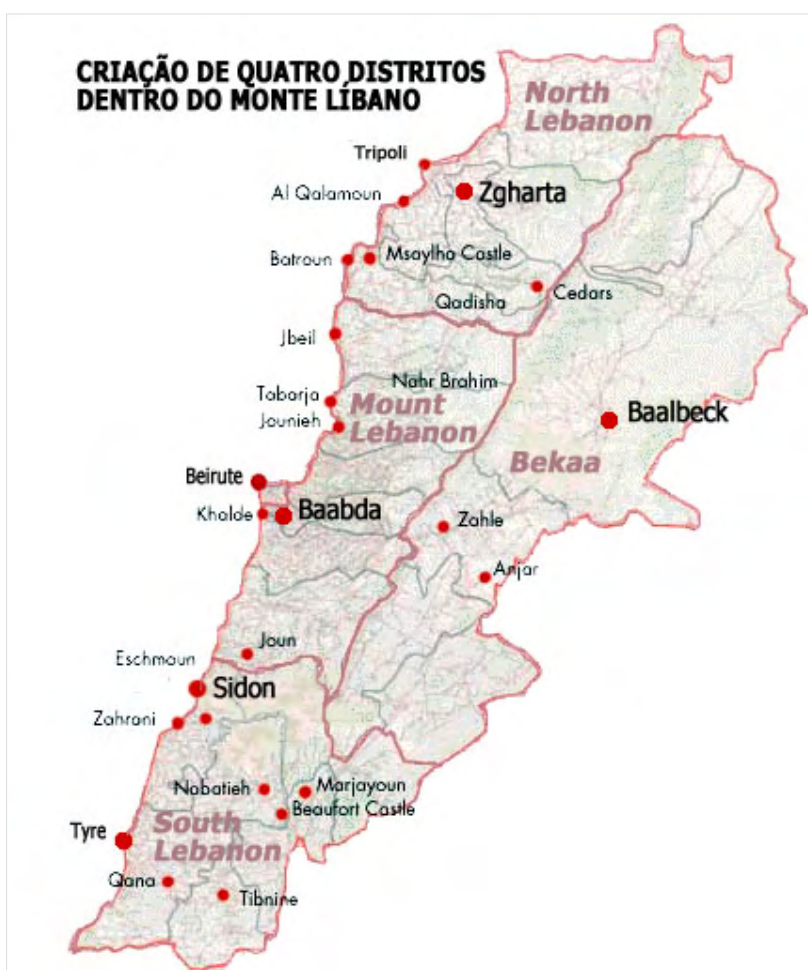 CRIAÇÃO DE QUATRO DISTRITOS
DENTRO DO MONTE LÍBANO
North
Lebanon
Tripoli
Al Qalamoun
Zgharta
Batroun
Msaylha Castle
Qadisha
Cedars
Jbeil
Nahr Brahim
Tabarja
Mount
Lebanon
Jounieh
Baalbeck
Bekaa
Beirute
Khalde
Baabda
Zahle
Anjar
Joun
Eschmoun
Sidon
Zahrani
Nabatieh
Marjayoun
Beaufort Castle
Tyre
South
Lebanon
Qana
Tibnine